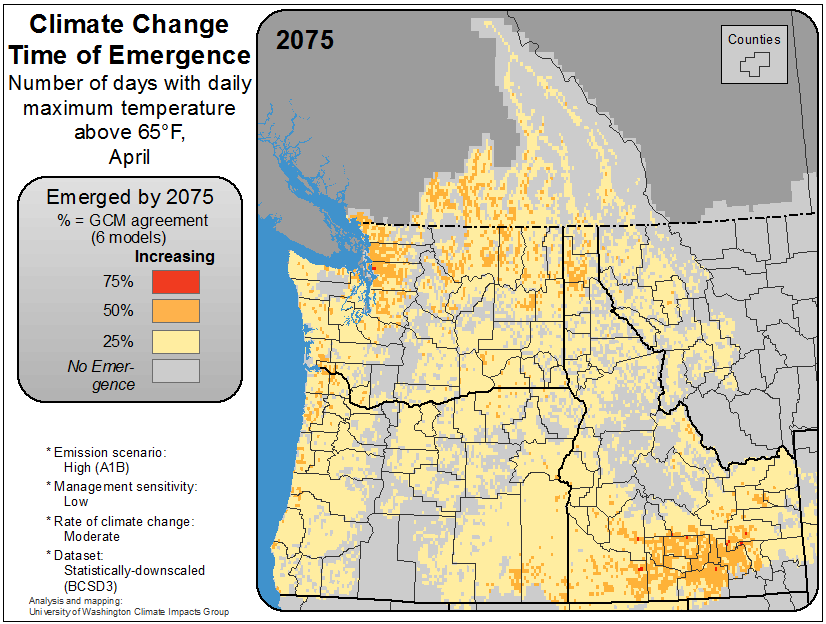 Climate Change
Time of Emergence
Number of days with daily
maximum temperature
above 65°F,
April
Emerged by 2075
% = GCM agreement
(6 models)
Increasing
75%
50%
25%
No Emer-
gence
* Emission scenario:
High (A1B)
* Management sensitivity:
Low
* Rate of climate change:
Moderate
* Dataset:
Statistically-downscaled
(BCSD3)
Analysis and mapping:
University of Washington Climate Impacts Group
2075
Counties